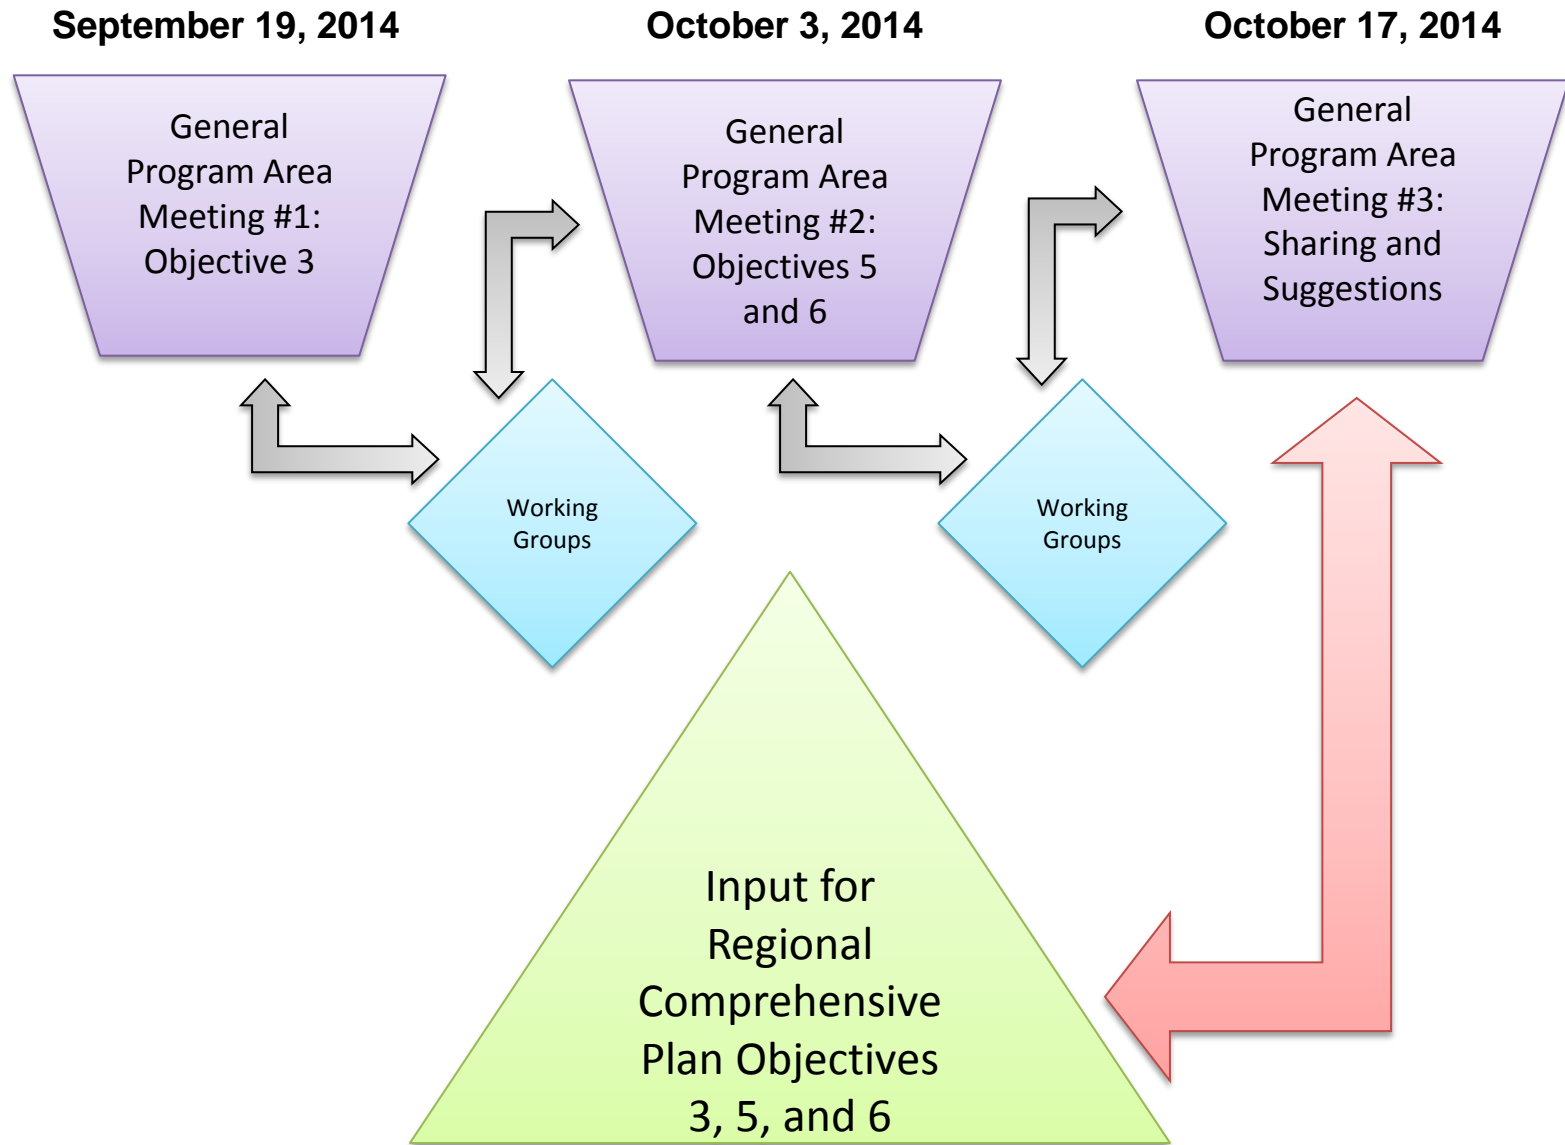 September 19, 2014
October 3, 2014
October 17, 2014
General
Program Area
Meeting #1:
Objective 3
General
Program Area
Meeting #2:
Objectives 5
and 6
General
Program Area
Meeting #3:
Sharing and
Suggestions
Working
Groups
Working
Groups
Input for
Regional
Comprehensive
Plan Objectives
3, 5, and 6